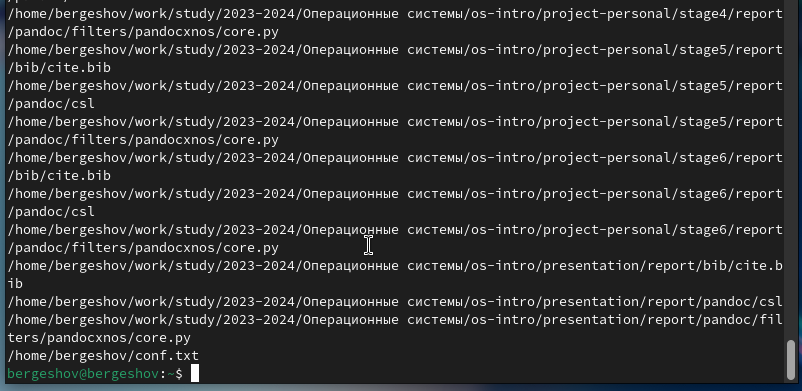 /home/bergeshov/work/study/2023-2024/Операционные системы/os-intro/project-personal/stage4/report
/pandoc/filters/pandocxnos/core.py
/home/bergeshov/work/study/2023-2024/Операционные системы/os-intro/project-personal/stage5/report
/bib/cite.bib
/home/bergeshov/work/study/2023-2024/Операционные системы/os-intro/project-personal/stage5/report
/pandoc/csl
/home/bergeshov/work/study/2023-2024/Операционные системы/os-intro/project-personal/stage5/report
/pandoc/filters/pandocxnos/core.py
/home/bergeshov/work/study/2023-2024/Операционные системы/os-intro/project-personal/stage6/report
/bib/cite.bib
/home/bergeshov/work/study/2023-2024/Операционные системы/os-intro/project-personal/stage6/report
/pandoc/csl
/home/bergeshov/work/study/2023-2024/Операционные системы/os-intro/project-personal/stage6/report
/pandoc/filters/pandocxnos/core.py
/home/bergeshov/work/study/2023-2024/Операционные системы/os-intro/presentation/report/bib/cite.b
ib
/home/bergeshov/work/study/2023-2024/Операционные системы/os-intro/presentation/report/pandoc/csl
/home/bergeshov/work/study/2023-2024/Операционные системы/os-intro/presentation/report/pandoc/fil
ters/pandocxnos/core.py
/home/bergeshov/conf.txt
bergeshov@bergeshov:~$